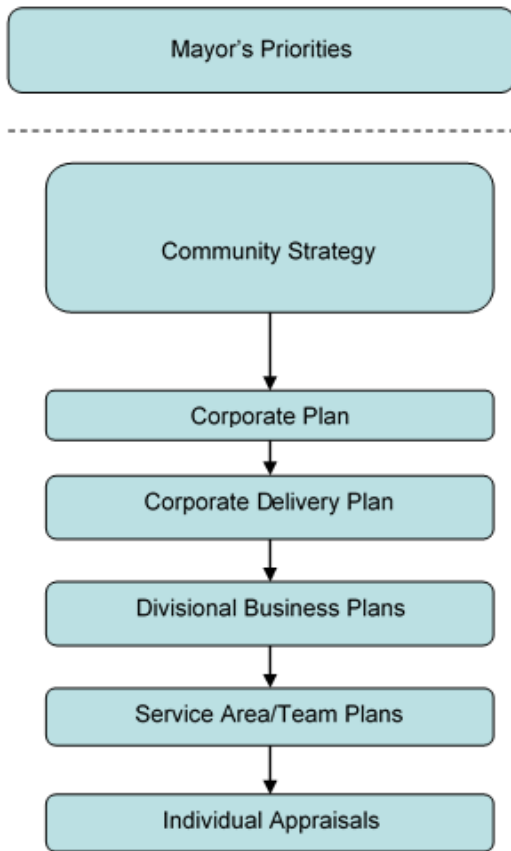 Mayor’s Priorities
Community Strategy
Corporate Plan
Corporate Delivery Plan
Divisional Business Plans
Service Area/Team Plans
Individual Appraisals